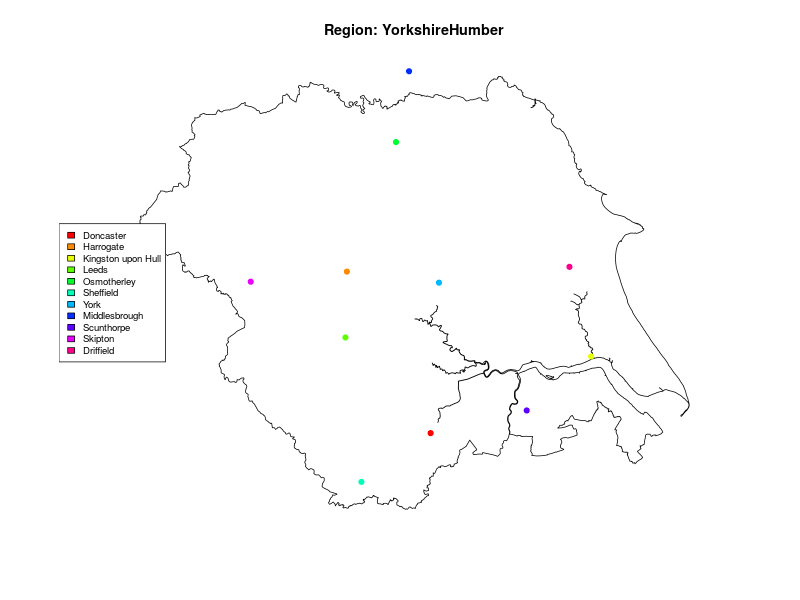 Region: YorkshireHumber
Doncaster
Harrogate
Kingston upon Hull
Leeds
Osmotherley
Sheffield
York
Middlesbrough
Scunthorpe
Skipton
Driffield